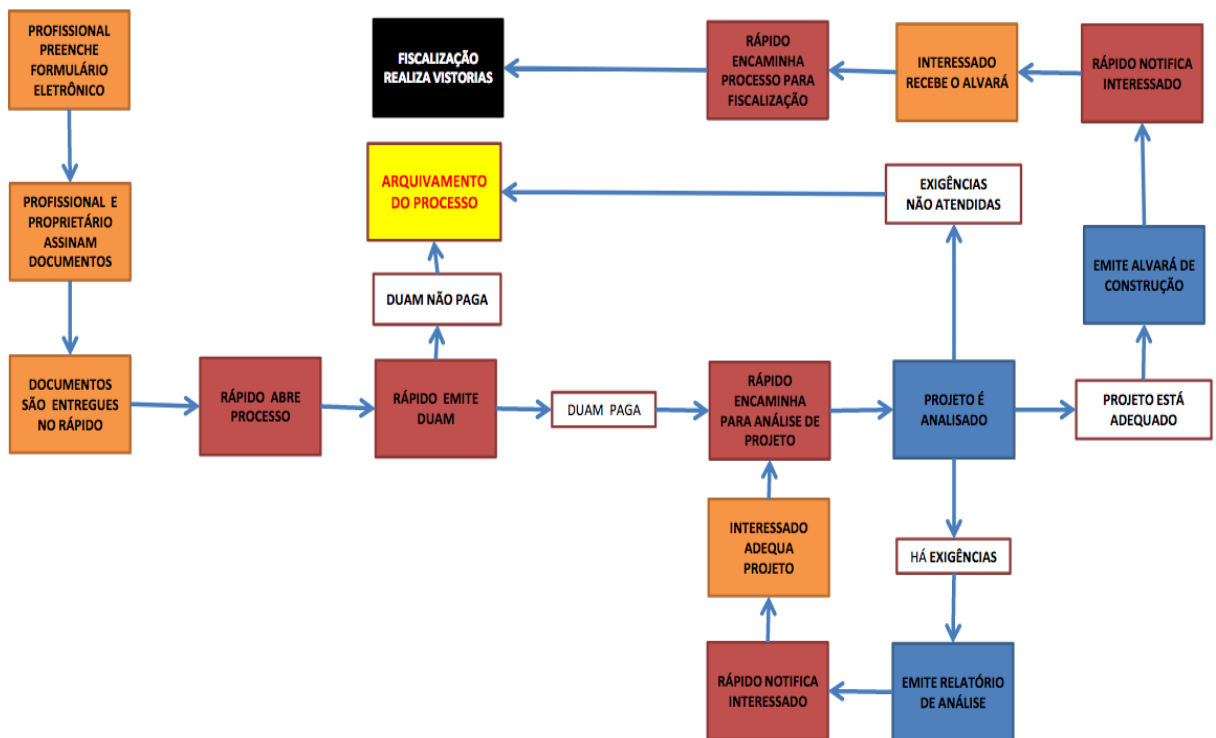 PROFISSIONAL
PREENCHE
FORMULÁRIO
ELETRÔNICO
FISCALIZAÇÃO
REALIZA VISTORIAS
RÁPIDO
ENCAMINHA
PROCESSO PARA
FISCALIZAÇÃO
INTERESSADO
RECEBE O ALVARÁ
RÁPIDO NOTIFICA
INTERESSADO
PROFISSIONAL E
PROPRIETÁRIO
ASSINAM
DOCUMENTOS
ARQUIVAMENTO
DO PROCESSO
EXIGÊNCIAS
NÃO ATENDIDAS
EMITE ALVARÁ DE
CONSTRUÇÃO
DUAM NÃO PAGA
DOCUMENTOS
SÃO ENTREGUES
NO RÁPIDO
RÁPIDO ABRE
PROCESSO
RÁPIDO EMITE
DUAM
DUAM PAGA
RÁPIDO
ENCAMINHA
PARA ANÁLISE DE
PROJETO
PROJETO É
ANALISADO
PROJETO ESTÁ
ADEQUADO
INTERESSADO
ADEQUA
PROJETO
HÁ EXIGÊNCIAS
RÁPIDO NOTIFICA
INTERESSADO
EMITE RELATÓRIO
DE ANÁLISE